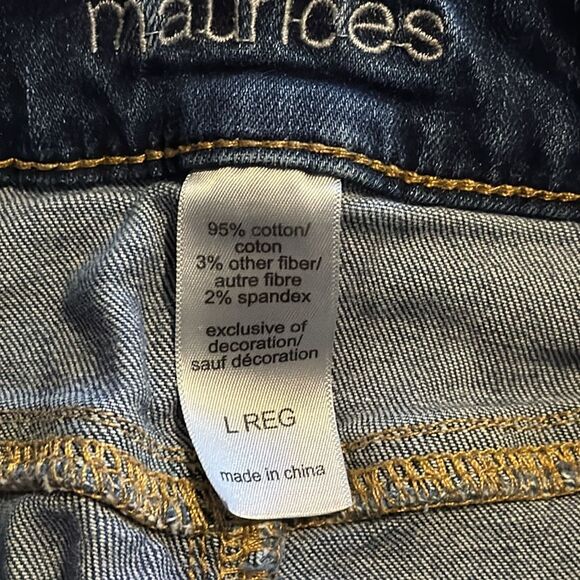 maurices
95% cotton/
coton
3% other fiber/
autre fibre
2% spandex
exclusive of
decoration/
sauf décoration
L REG
made in china